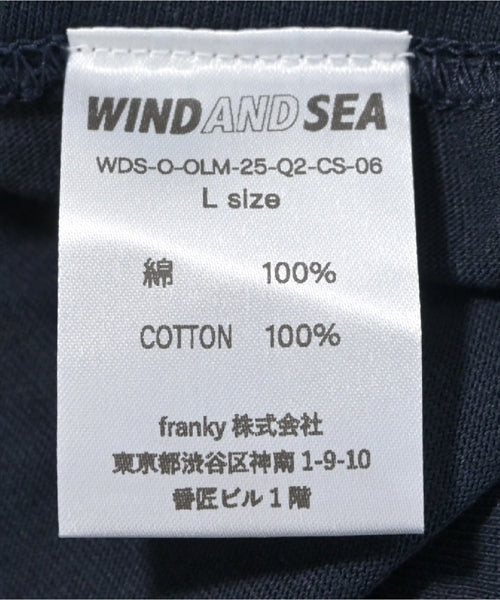 WINDANDSEA
WDS-O-OLM-25-Q2-CS-06
L size
綿 100%
COTTON 100%
franky 株式会社
東京都渋谷区神南 1-9-10
番匠ビル 1 階